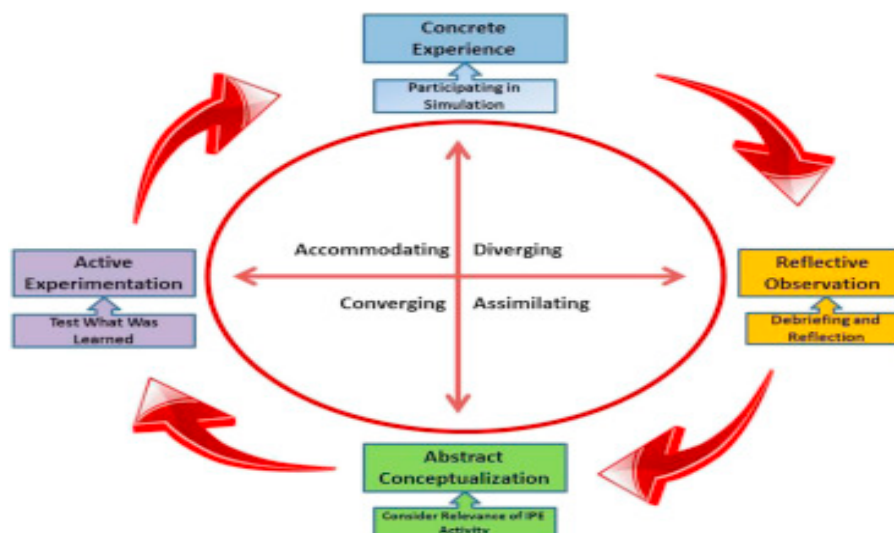 Concrete
Experience
Participating in
Simulation
Accommodating
Diverging
Active
Experimentation
Reflective
Observation
Converging
Assimilating
Test What Was
Learned
Debriefing and
Reflection
Abstract
Conceptualization
Consider Relevance of IPE
Activity